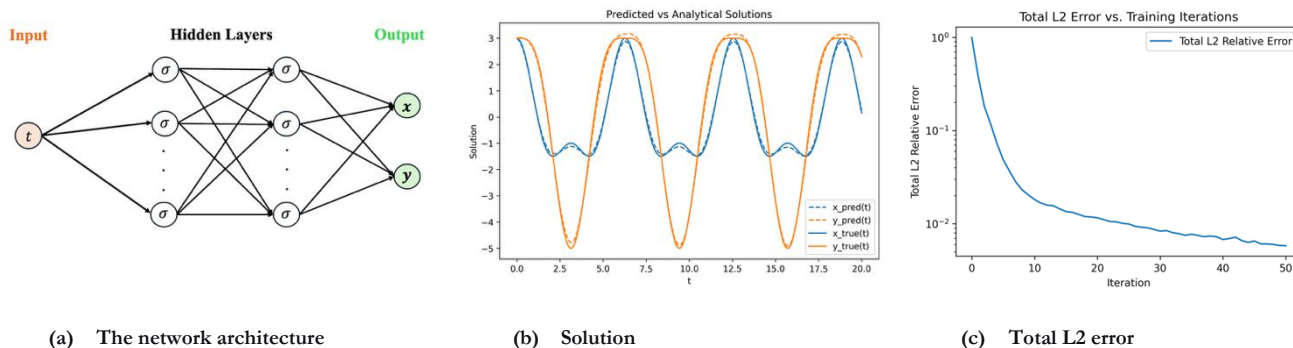 Input
Hidden Layers
Output
σ
σ
σ
σ
σ
σ
t
x
y
Predicted vs Analytical Solutions
Solution
3
2
1
0
−1
−2
−3
−4
−5
0.0
2.5
5.0
7.5
10.0
12.5
15.0
17.5
20.0
t
x_pred(t)
y_pred(t)
x_true(t)
y_true(t)
Total L2 Error vs. Training Iterations
Total L2 Relative Error
Total L2 Relative Error
10⁰
10⁻¹
10⁻²
0
10
20
30
40
50
Iteration
(a) The network architecture
(b) Solution
(c) Total L2 error